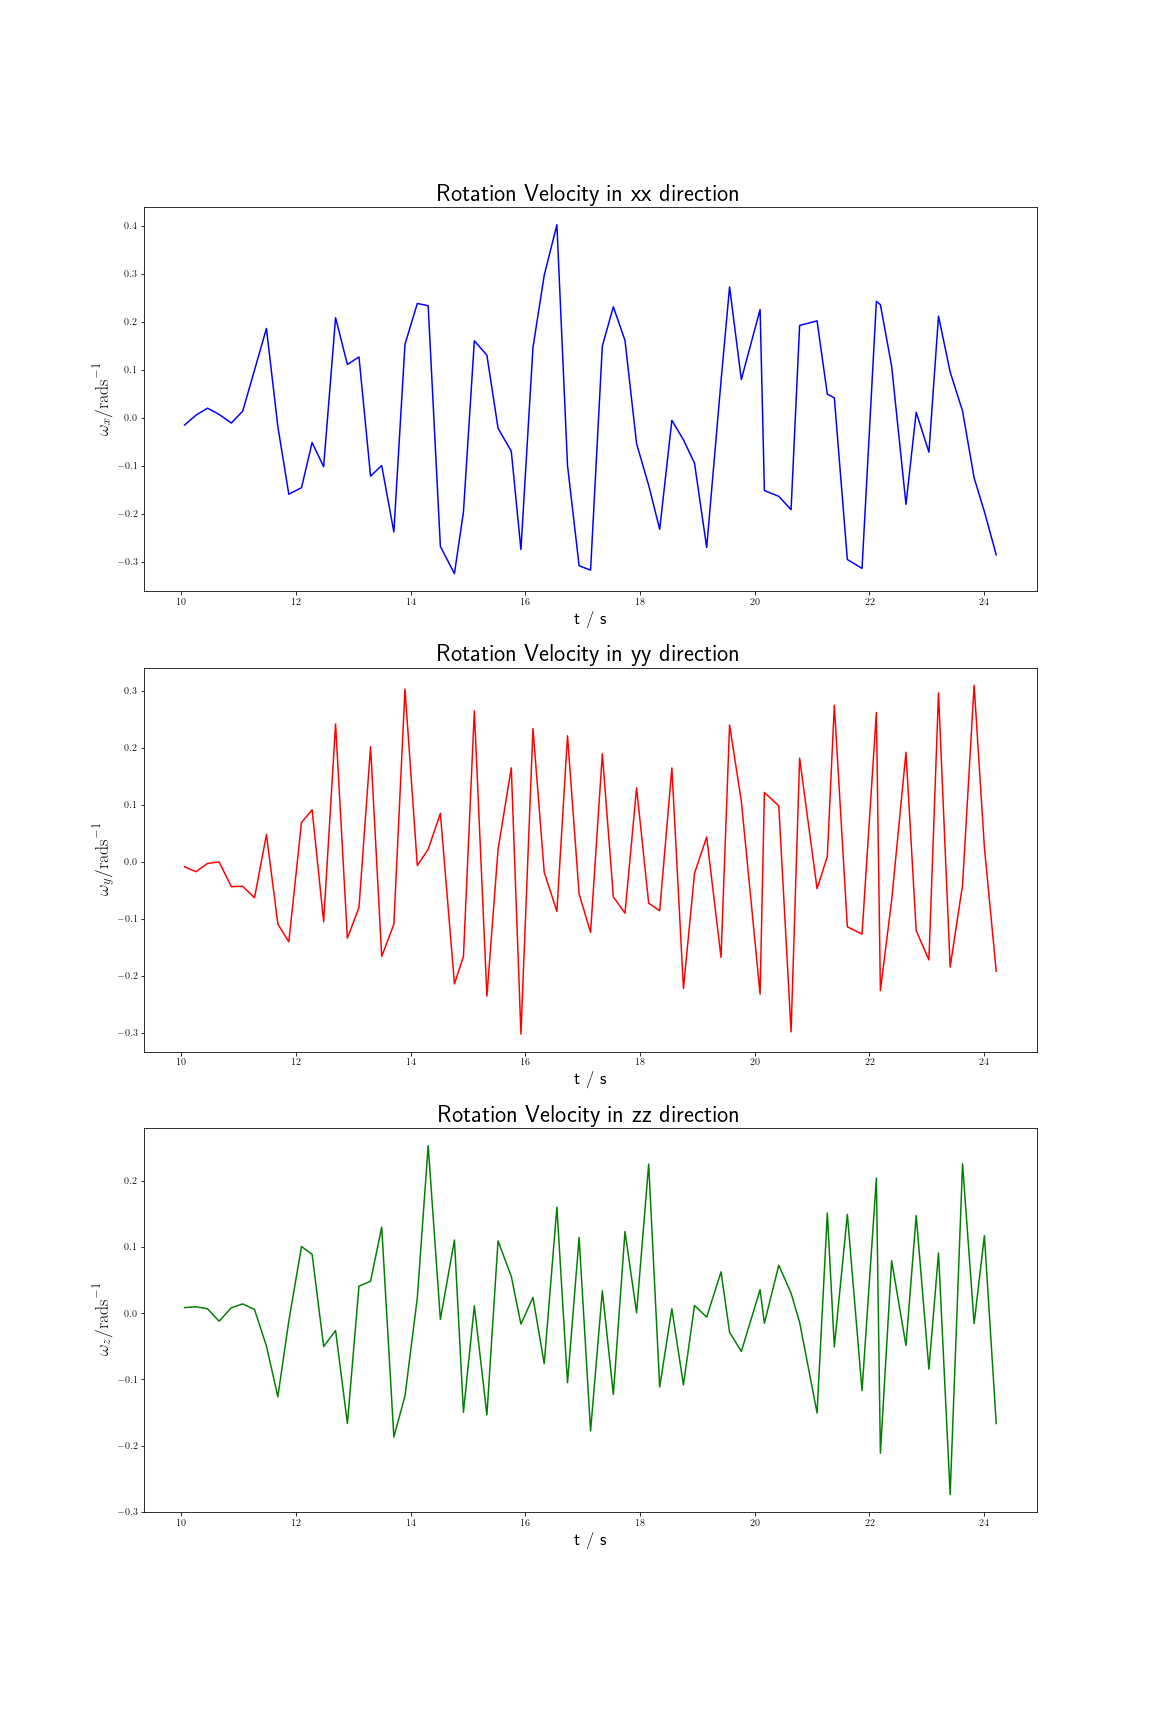 Rotation Velocity in xx direction
0.4
0.3
0.2
0.1
0.0
−0.1
−0.2
−0.3
ω_x/rads^−1
10 12 14 16 18 20 22 24
t / s
Rotation Velocity in yy direction
0.3
0.2
0.1
0.0
−0.1
−0.2
−0.3
ω_y/rads^−1
10 12 14 16 18 20 22 24
t / s
Rotation Velocity in zz direction
0.2
0.1
0.0
−0.1
−0.2
−0.3
ω_z/rads^−1
10 12 14 16 18 20 22 24
t / s